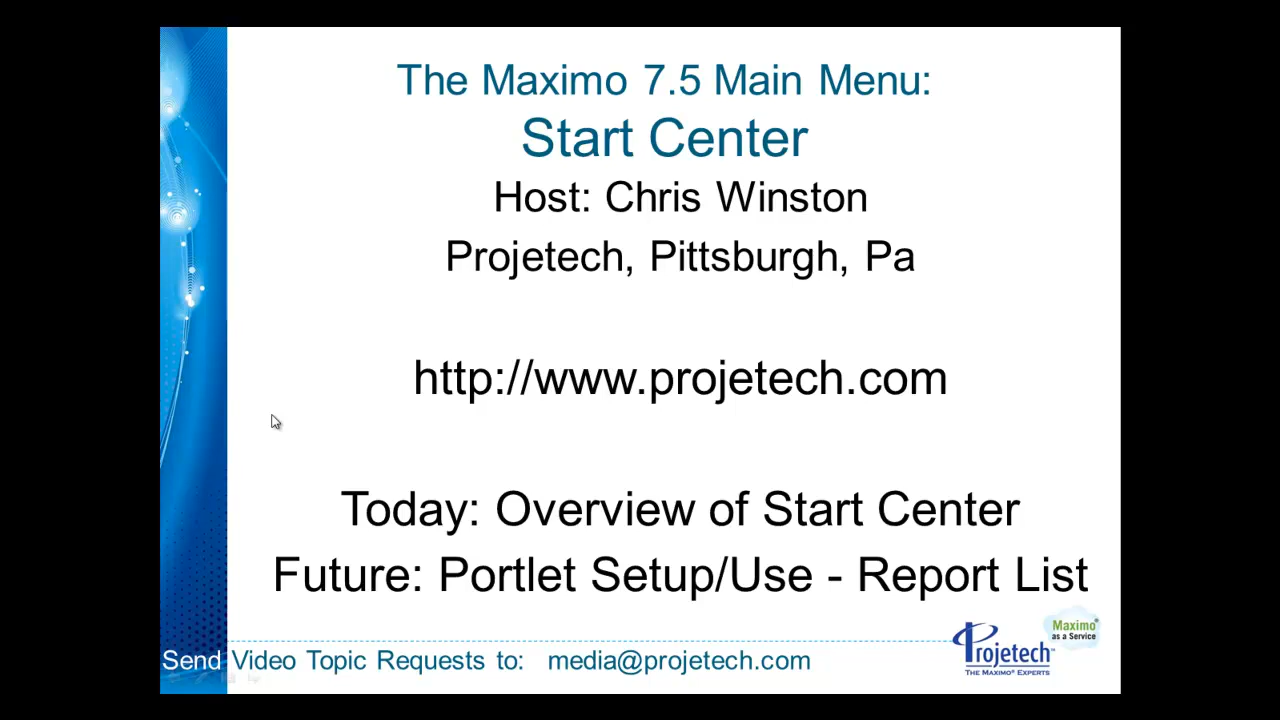 The Maximo 7.5 Main Menu:
Start Center
Host: Chris Winston
Projetech, Pittsburgh, Pa
http://www.projetech.com
Today: Overview of Start Center
Future: Portlet Setup/Use - Report List
Maximo®
as a Service
Projetech™
THE MAXIMO® EXPERTS
Send Video Topic Requests to: media@projetech.com